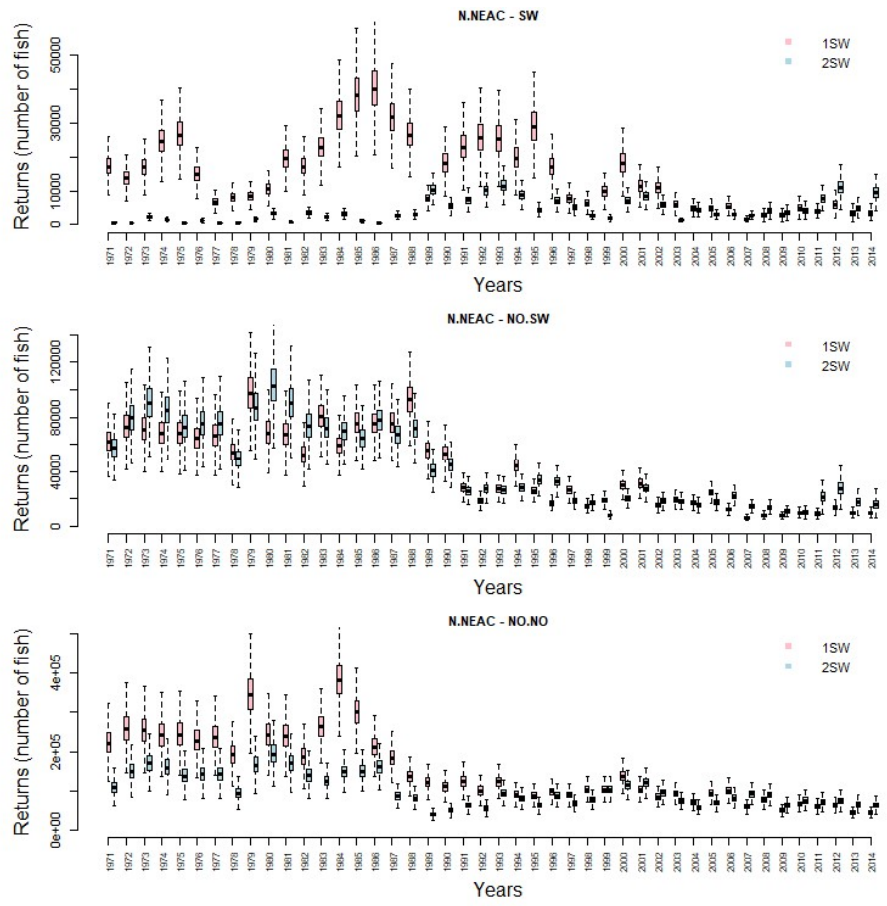 N.NEAC - SW
1SW
2SW
Returns (number of fish)
0 10000 30000 50000
1971 1972 1973 1974 1975 1976 1977 1978 1979 1980 1981 1982 1983 1984 1985 1986 1987 1988 1989 1990 1991 1992 1993 1994 1995 1996 1997 1998 1999 2000 2001 2002 2003 2004 2005 2006 2007 2008 2009 2010 2011 2012 2013 2014
Years
N.NEAC - NO.SW
1SW
2SW
Returns (number of fish)
0 40000 80000 120000
1971 1972 1973 1974 1975 1976 1977 1978 1979 1980 1981 1982 1983 1984 1985 1986 1987 1988 1989 1990 1991 1992 1993 1994 1995 1996 1997 1998 1999 2000 2001 2002 2003 2004 2005 2006 2007 2008 2009 2010 2011 2012 2013 2014
Years
N.NEAC - NO.NO
1SW
2SW
Returns (number of fish)
0e+00 2e+05 4e+05
1971 1972 1973 1974 1975 1976 1977 1978 1979 1980 1981 1982 1983 1984 1985 1986 1987 1988 1989 1990 1991 1992 1993 1994 1995 1996 1997 1998 1999 2000 2001 2002 2003 2004 2005 2006 2007 2008 2009 2010 2011 2012 2013 2014
Years